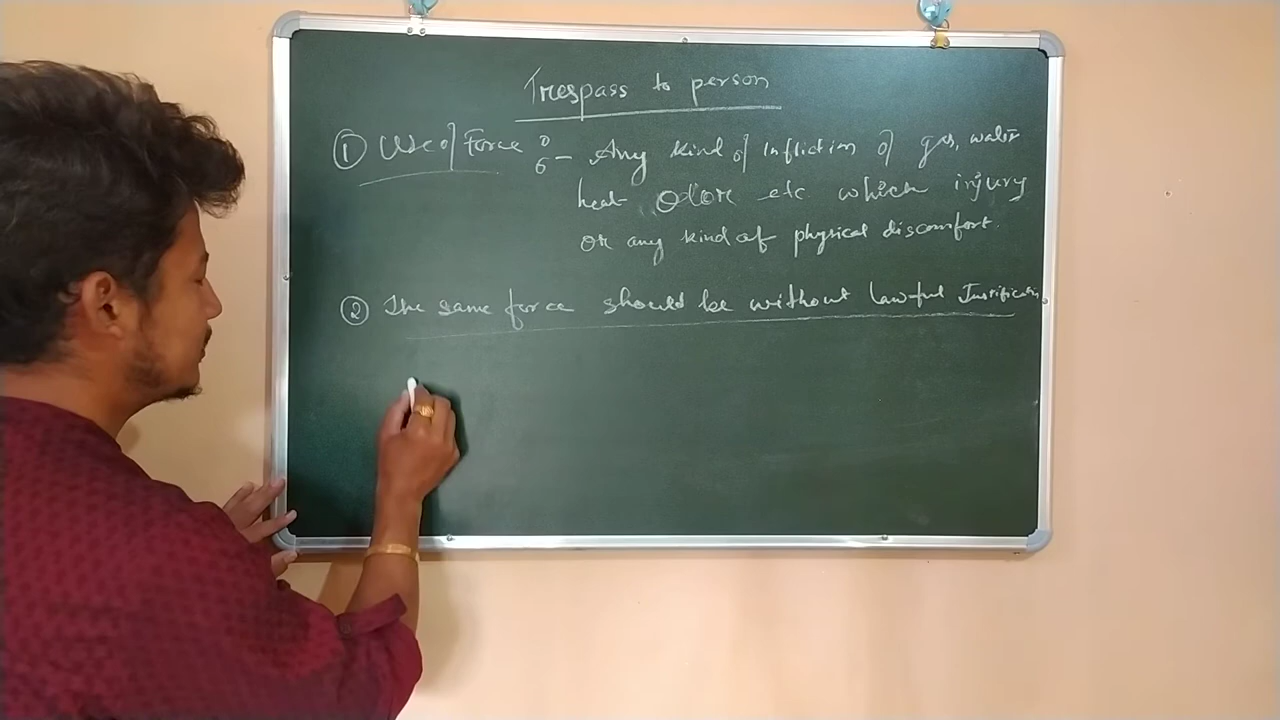 Trespass to person
① Use of Force :- Any kind of infliction of gas, water
heat odore etc which injury
or any kind of physical discomfort.
② The same force should be without lawful Justification